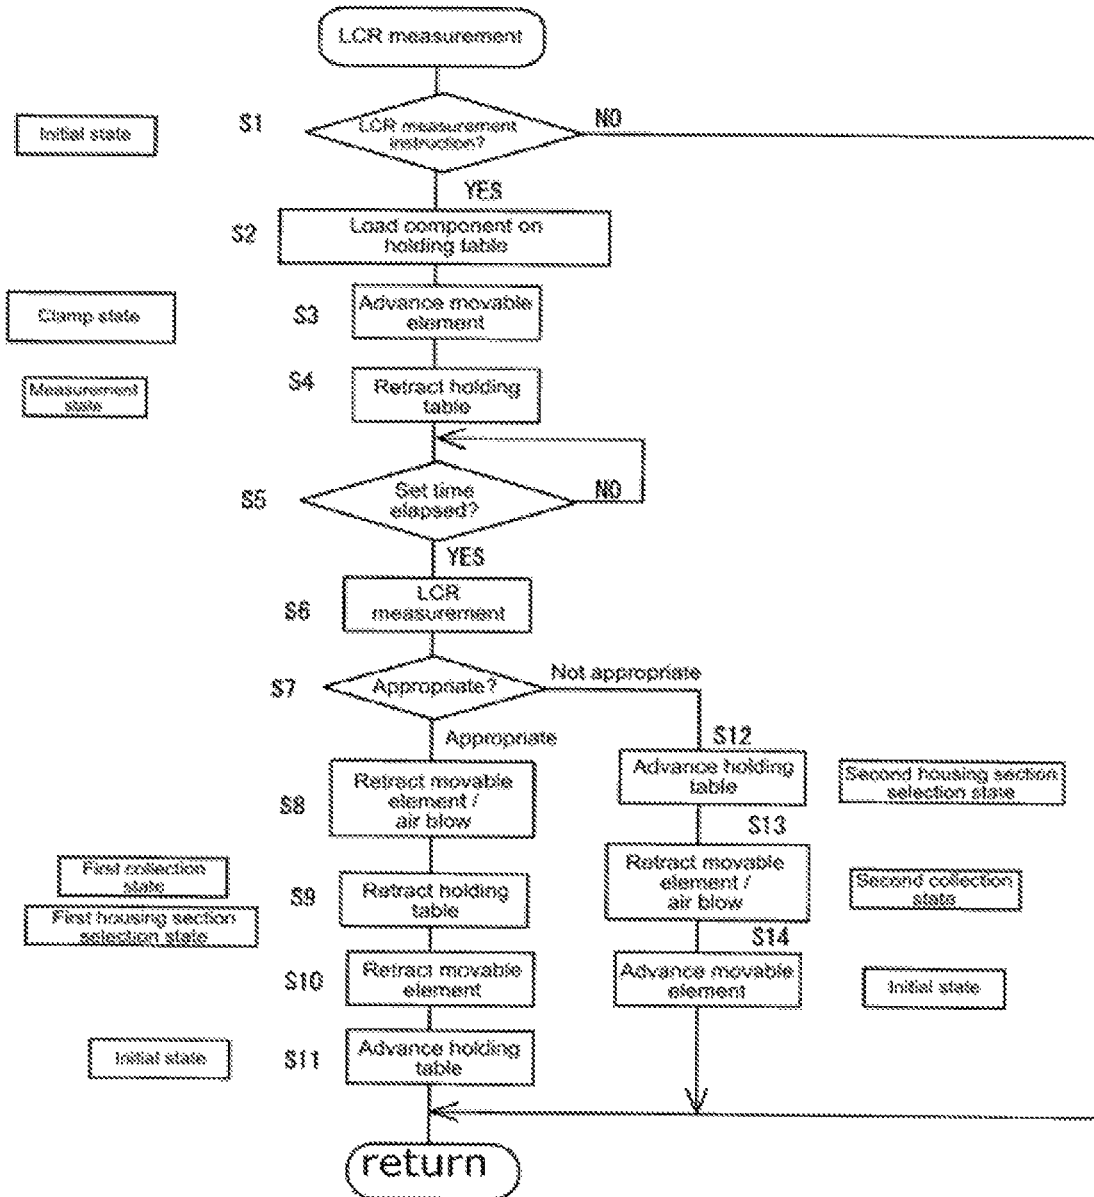 LCR measurement
Initial state
S1
LCR measurement
instruction?
NO
YES
S2
Load component on
holding table
Clamp state
S3
Advance movable
element
Measurement
state
S4
Retract holding
table
S5
Set time
elapsed?
NO
YES
S6
LCR
measurement
S7
Appropriate?
Not appropriate
Appropriate
S12
Advance holding
table
Second housing section
selection state
S8
Retract movable
element /
air blow
S13
Retract movable
element /
air blow
Second collection
state
First collection
state
First housing section
selection state
S9
Retract holding
table
S14
Advance movable
element
Initial state
S10
Retract movable
element
Initial state
S11
Advance holding
table
return